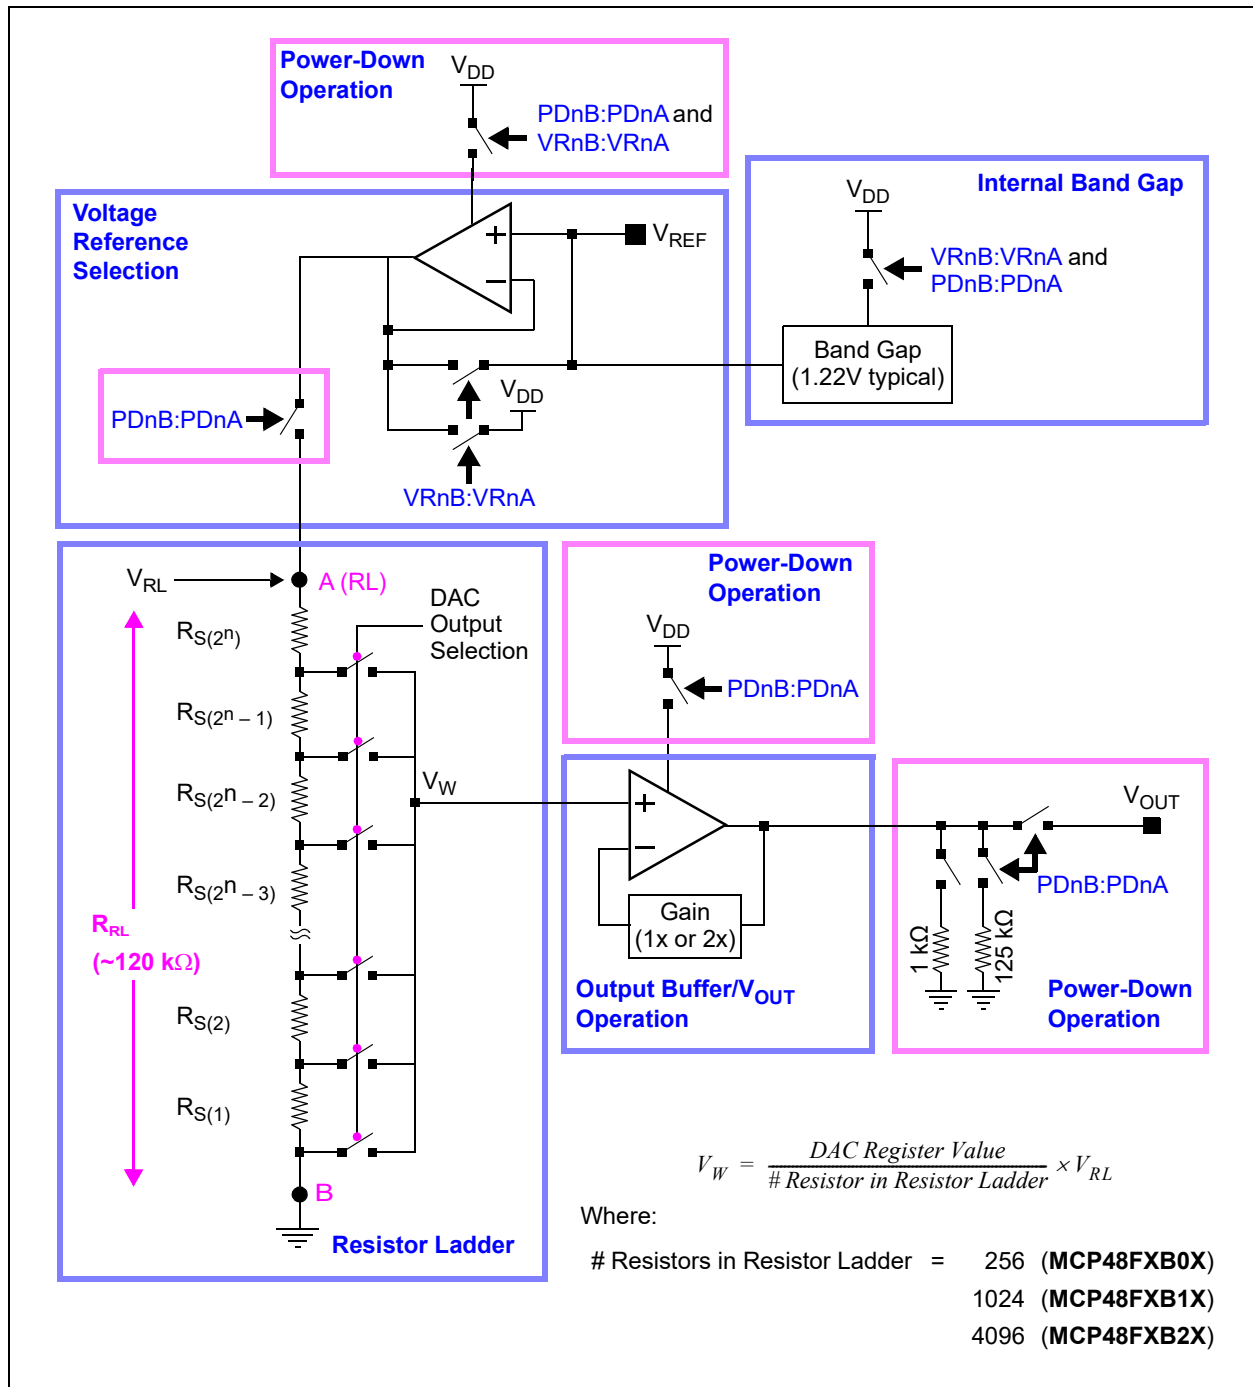 Power-Down
Operation
VDD
PDnB:PDnA and
VRnB:VRnA
Internal Band Gap
VDD
VRnB:VRnA and
PDnB:PDnA
Band Gap
(1.22V typical)
Voltage
Reference
Selection
+
−
VREF
VDD
PDnB:PDnA
VRnB:VRnA
VRL
A (RL)
DAC
Output
Selection
RS(2n)
RS(2n – 1)
RS(2n – 2)
RS(2n – 3)
RRL
(~120 kΩ)
RS(2)
RS(1)
VW
B
Resistor Ladder
Power-Down
Operation
VDD
PDnB:PDnA
+
−
Gain
(1x or 2x)
Output Buffer/VOUT
Operation
VOUT
PDnB:PDnA
1 kΩ
125 kΩ
Power-Down
Operation
VW = DAC Register Value / # Resistor in Resistor Ladder × VRL
Where:
# Resistors in Resistor Ladder = 256 (MCP48FXB0X)
1024 (MCP48FXB1X)
4096 (MCP48FXB2X)